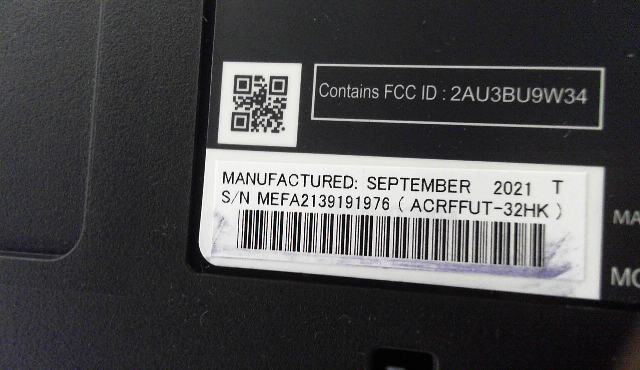 Contains FCC ID : 2AU3BU9W34
MANUFACTURED: SEPTEMBER 2021 T
S/N MEFA2139191976 ( ACRFFUT-32HK )